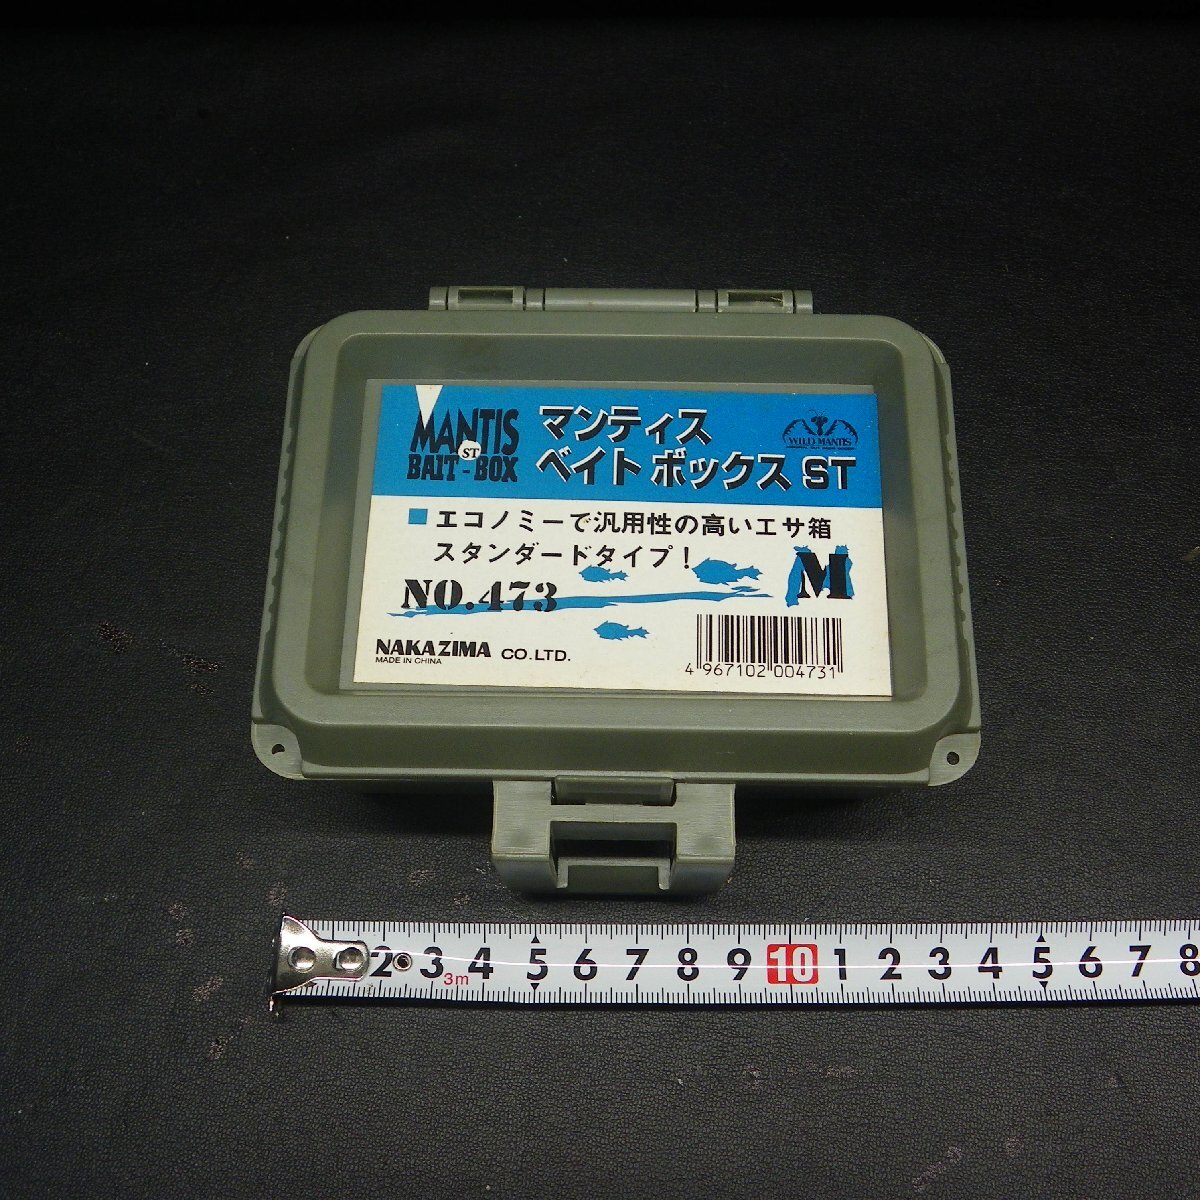 MANTIS
ST
BAIT-BOX
マンティス
ベイトボックス ST
WILD MANTIS
■エコノミーで汎用性の高いエサ箱
スタンダードタイプ!
NO.473
M
NAKAZIMA CO.LTD.
MADE IN CHINA
4 967102 004731
2 3 4 5 6 7 8 9 10 1 2 3 4 5 6 7 8
3m